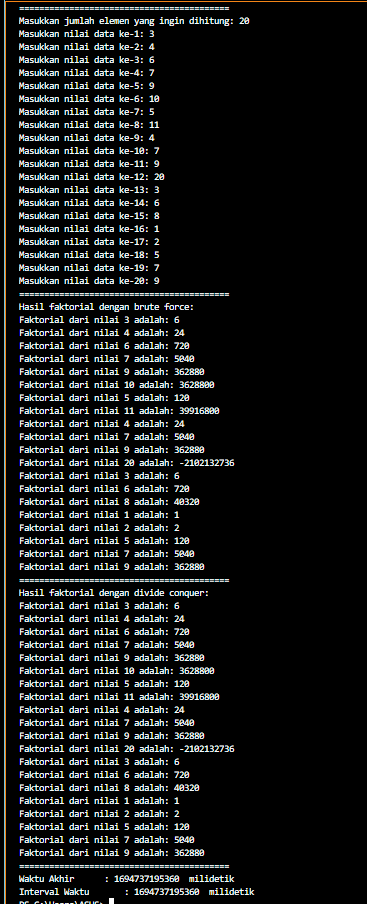 ==========================================
Masukkan jumlah elemen yang ingin dihitung: 20
Masukkan nilai data ke-1: 3
Masukkan nilai data ke-2: 4
Masukkan nilai data ke-3: 6
Masukkan nilai data ke-4: 7
Masukkan nilai data ke-5: 9
Masukkan nilai data ke-6: 10
Masukkan nilai data ke-7: 5
Masukkan nilai data ke-8: 11
Masukkan nilai data ke-9: 4
Masukkan nilai data ke-10: 7
Masukkan nilai data ke-11: 9
Masukkan nilai data ke-12: 20
Masukkan nilai data ke-13: 3
Masukkan nilai data ke-14: 6
Masukkan nilai data ke-15: 8
Masukkan nilai data ke-16: 1
Masukkan nilai data ke-17: 2
Masukkan nilai data ke-18: 5
Masukkan nilai data ke-19: 7
Masukkan nilai data ke-20: 9
==========================================
Hasil faktorial dengan brute force:
Faktorial dari nilai 3 adalah: 6
Faktorial dari nilai 4 adalah: 24
Faktorial dari nilai 6 adalah: 720
Faktorial dari nilai 7 adalah: 5040
Faktorial dari nilai 9 adalah: 362880
Faktorial dari nilai 10 adalah: 3628800
Faktorial dari nilai 5 adalah: 120
Faktorial dari nilai 11 adalah: 39916800
Faktorial dari nilai 4 adalah: 24
Faktorial dari nilai 7 adalah: 5040
Faktorial dari nilai 9 adalah: 362880
Faktorial dari nilai 20 adalah: -2102132736
Faktorial dari nilai 3 adalah: 6
Faktorial dari nilai 6 adalah: 720
Faktorial dari nilai 8 adalah: 40320
Faktorial dari nilai 1 adalah: 1
Faktorial dari nilai 2 adalah: 2
Faktorial dari nilai 5 adalah: 120
Faktorial dari nilai 7 adalah: 5040
Faktorial dari nilai 9 adalah: 362880
==========================================
Hasil faktorial dengan divide conquer:
Faktorial dari nilai 3 adalah: 6
Faktorial dari nilai 4 adalah: 24
Faktorial dari nilai 6 adalah: 720
Faktorial dari nilai 7 adalah: 5040
Faktorial dari nilai 9 adalah: 362880
Faktorial dari nilai 10 adalah: 3628800
Faktorial dari nilai 5 adalah: 120
Faktorial dari nilai 11 adalah: 39916800
Faktorial dari nilai 4 adalah: 24
Faktorial dari nilai 7 adalah: 5040
Faktorial dari nilai 9 adalah: 362880
Faktorial dari nilai 20 adalah: -2102132736
Faktorial dari nilai 3 adalah: 6
Faktorial dari nilai 6 adalah: 720
Faktorial dari nilai 8 adalah: 40320
Faktorial dari nilai 1 adalah: 1
Faktorial dari nilai 2 adalah: 2
Faktorial dari nilai 5 adalah: 120
Faktorial dari nilai 7 adalah: 5040
Faktorial dari nilai 9 adalah: 362880
==========================================
Waktu Akhir : 1694737195360 milidetik
Interval Waktu : 1694737195360 milidetik